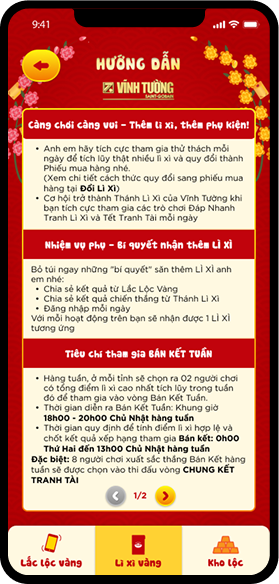 9:41
HƯỚNG DẪN
VĨNH TƯỜNG
SAINT-GOBAIN
Càng chơi càng vui - Thêm lì xì, thêm phụ kiện!
• Anh em hãy tích cực tham gia thử thách mỗi
ngày để tích lũy thật nhiều lì xì và quy đổi thành
Phiếu mua hàng nhé.
(Xem chi tiết cách thức quy đổi sang phiếu mua
hàng tại Đổi Lì Xì)
• Cơ hội trở thành Thánh Lì Xì của Vĩnh Tường khi
bạn tích cực tham gia các trò chơi Đáp Nhanh
Tranh Lì Xì và Tết Tranh Tài mỗi ngày
Nhiệm vụ phụ - Bí quyết nhận thêm LÌ XÌ
Bỏ túi ngay những "bí quyết" săn thêm LÌ XÌ anh
em nhé:
• Chia sẻ kết quả từ Lắc Lộc Vàng
• Chia sẻ kết quả chiến thắng từ Thánh Lì Xì
• Đăng nhập mỗi ngày
Với mỗi hoạt động trên bạn sẽ nhận được 1 LÌ XÌ
tương ứng
Tiêu chí tham gia BÁN KẾT TUẦN
• Hàng tuần, ở mỗi tỉnh sẽ chọn ra 02 người chơi
có tổng điểm lì xì cao nhất tích lũy trong tuần
đó để tham gia vào vòng Bán Kết Tuần.
• Thời gian diễn ra Bán Kết Tuần: Khung giờ
18h00 - 20h00 Chủ Nhật hàng tuần
• Thời gian quy định để tính điểm lì xì hợp lệ và
chốt kết quả xếp hạng tham gia Bán kết: 0h00
Thứ Hai đến 13h00 Chủ Nhật hàng tuần
Đặc biệt: 8 người chơi xuất sắc thắng Bán Kết hàng
tuần sẽ được chọn vào thi đấu vòng CHUNG KẾT
TRANH TÀI
1/2
Lắc lộc vàng
Lì xì vàng
Kho lộc